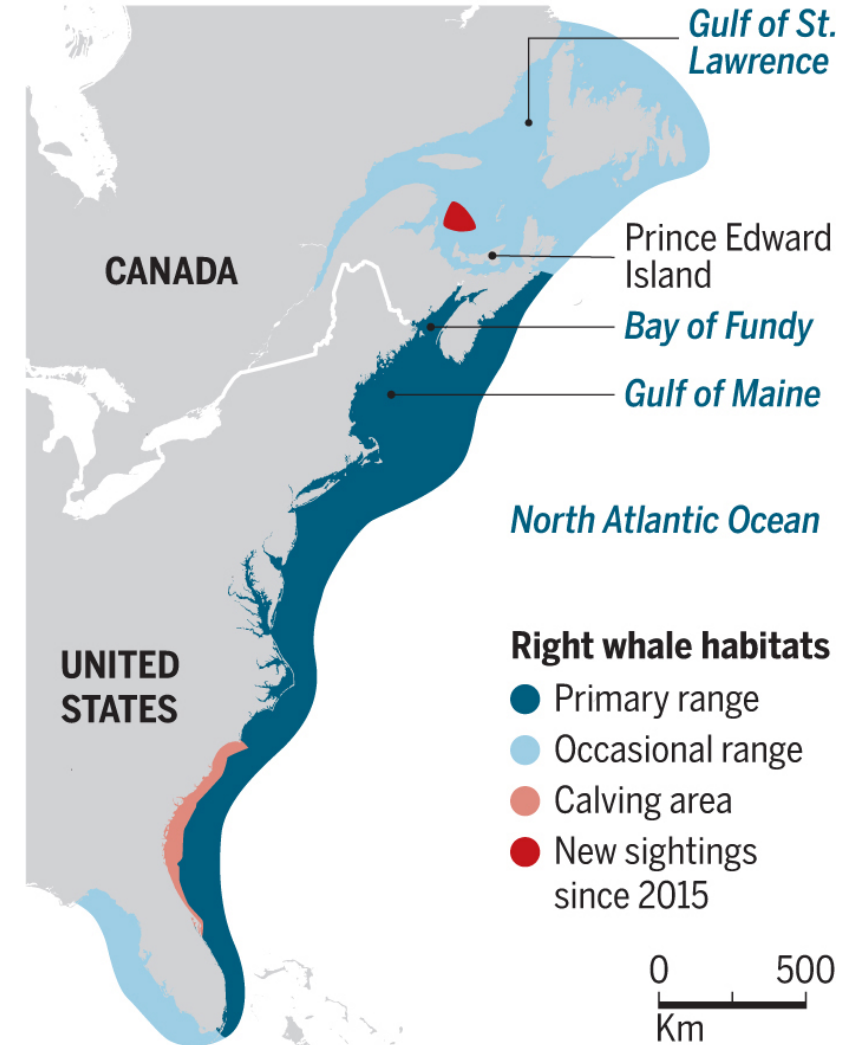 Gulf of St.
Lawrence
Prince Edward
Island
CANADA
Bay of Fundy
Gulf of Maine
North Atlantic Ocean
UNITED
STATES
Right whale habitats
Primary range
Occasional range
Calving area
New sightings
since 2015
0 500
Km